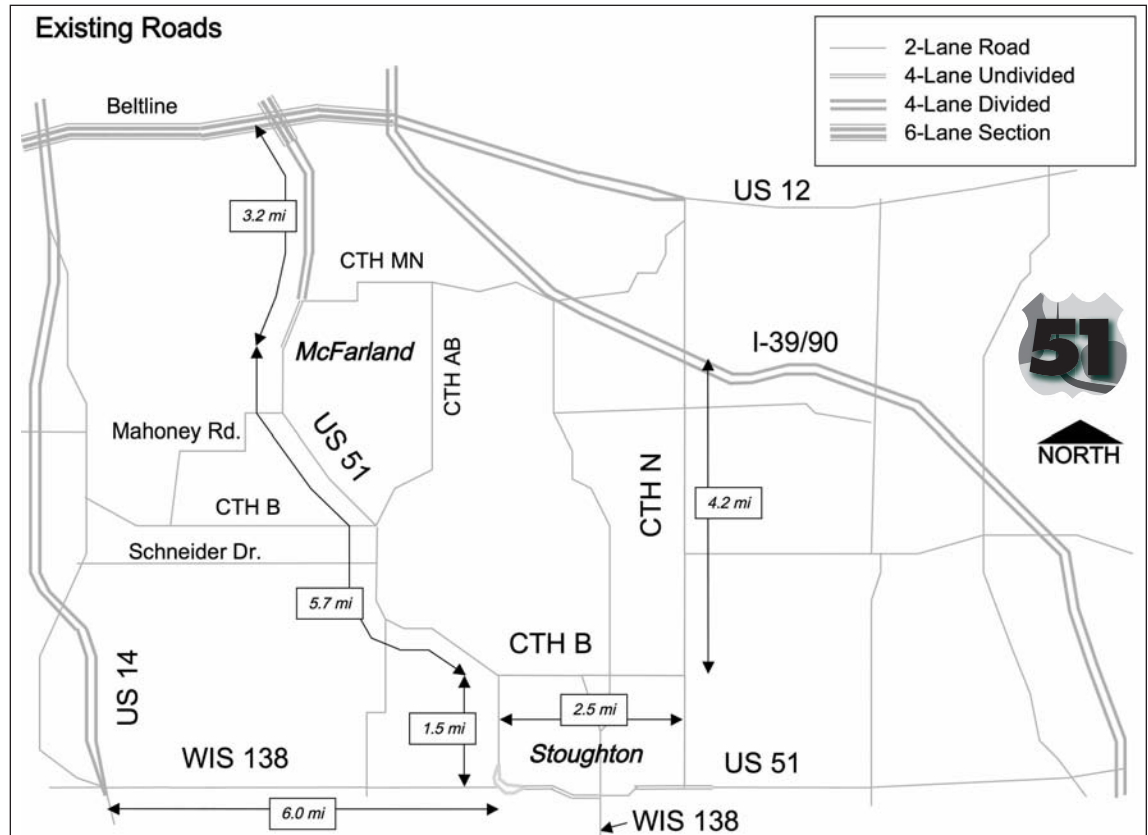 Existing Roads
2-Lane Road
4-Lane Undivided
4-Lane Divided
6-Lane Section
Beltline
US 12
3.2 mi
CTH MN
51
I-39/90
McFarland
CTH AB
NORTH
Mahoney Rd.
US 51
CTH N
4.2 mi
CTH B
Schneider Dr.
5.7 mi
CTH B
US 14
2.5 mi
1.5 mi
Stoughton
WIS 138
US 51
6.0 mi
WIS 138